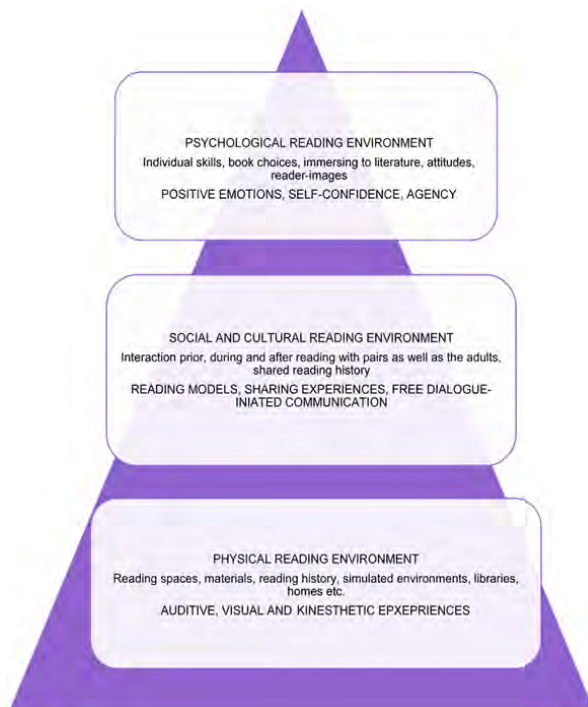 PSYCHOLOGICAL READING ENVIRONMENT
Individual skills, book choices, immersing to literature, attitudes,
reader-images
POSITIVE EMOTIONS, SELF-CONFIDENCE, AGENCY
SOCIAL AND CULTURAL READING ENVIRONMENT
Interaction prior, during and after reading with pairs as well as the adults,
shared reading history
READING MODELS, SHARING EXPERIENCES, FREE DIALOGUE-
INIATED COMMUNICATION
PHYSICAL READING ENVIRONMENT
Reading spaces, materials, reading history, simulated environments, libraries,
homes etc.
AUDITIVE, VISUAL AND KINESTHETIC EPXEPRIENCES